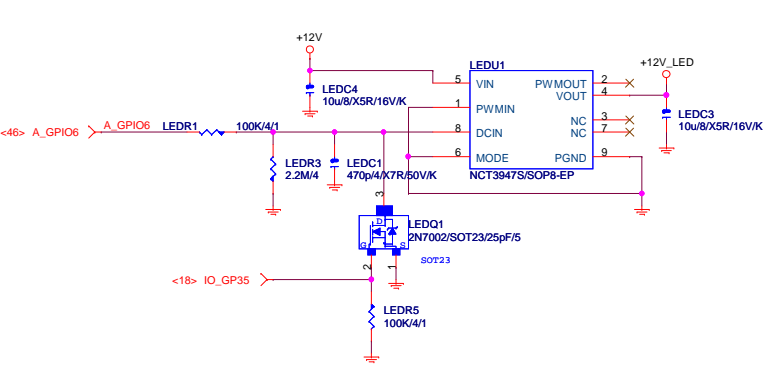 +12V
LEDU1
+12V_LED
5
VIN
PWMOUT
2
VOUT
4
LEDC4
10u/8/X5R/16V/K
1
PWMIN
LEDC3
10u/8/X5R/16V/K
NC
3
<46> A_GPIO6
A_GPIO6
LEDR1
100K/4/1
8
DCIN
NC
7
LEDR3
2.2M/4
LEDC1
470p/4/X7R/50V/K
6
MODE
PGND
9
NCT3947S/SOP8-EP
3
D
G
S
LEDQ1
2N7002/SOT23/25pF/5
SOT23
2
1
<18> IO_GP35
LEDR5
100K/4/1